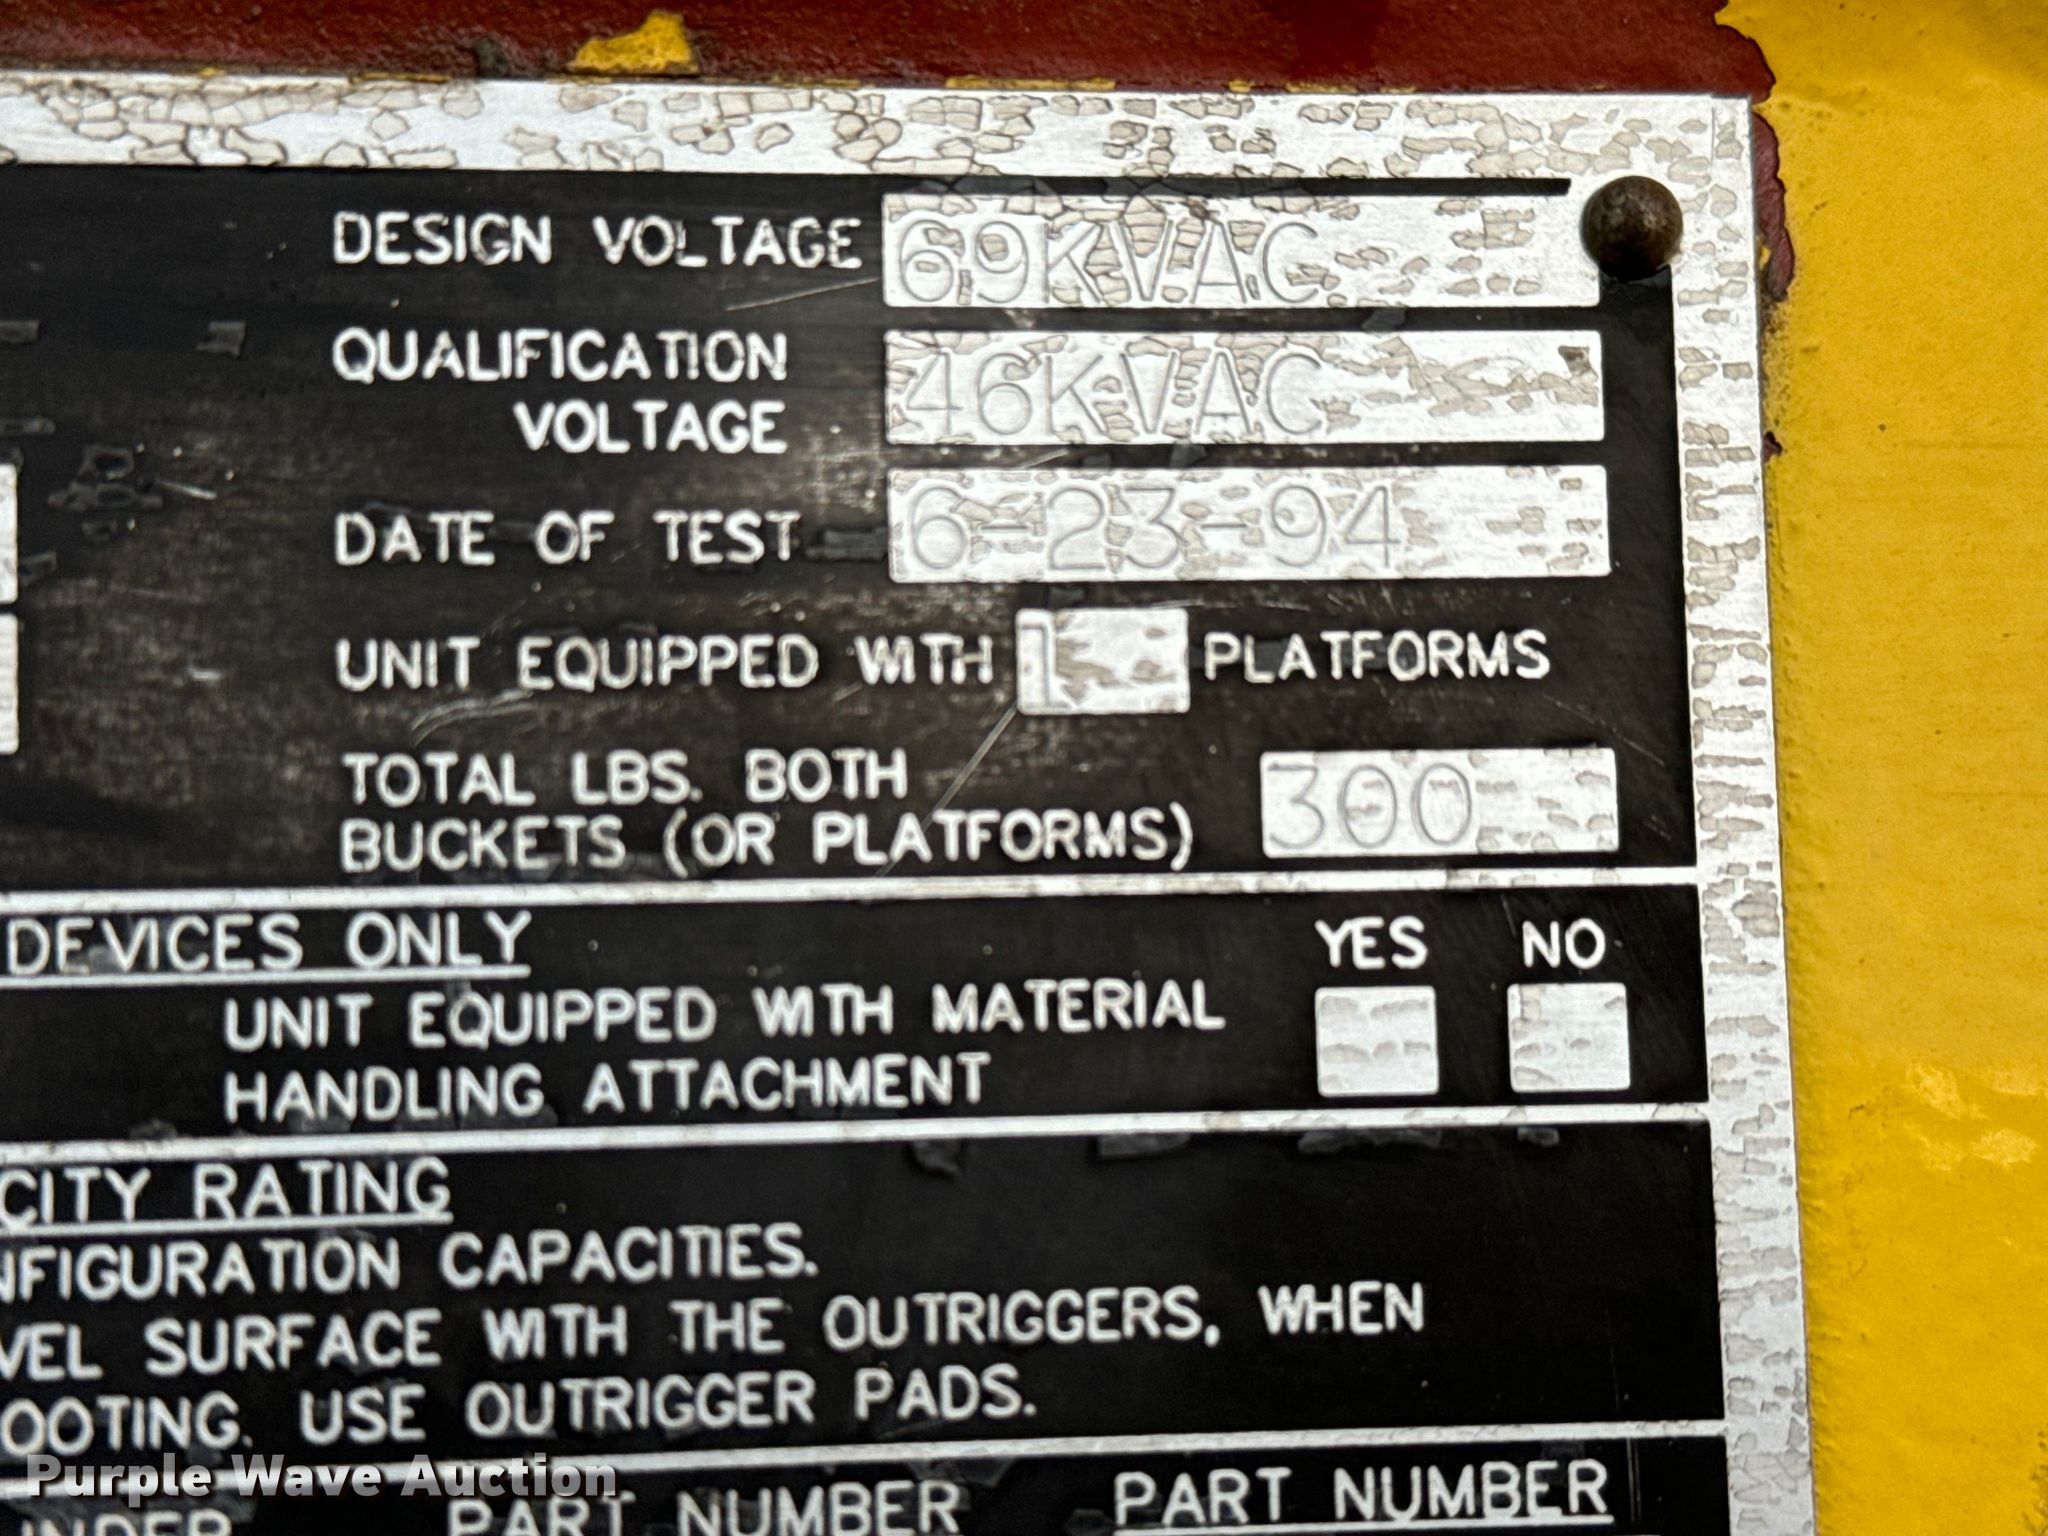 DESIGN VOLTAGE 69KVAC
QUALIFICATION
VOLTAGE 46KVAC
DATE OF TEST 6-23-94
UNIT EQUIPPED WITH 1 PLATFORMS
TOTAL LBS. BOTH
BUCKETS (OR PLATFORMS) 300
DEVICES ONLY YES NO
UNIT EQUIPPED WITH MATERIAL
HANDLING ATTACHMENT
CITY RATING
NFIGURATION CAPACITIES.
VEL SURFACE WITH THE OUTRIGGERS, WHEN
OOTING. USE OUTRIGGER PADS.
Purple Wave Auction
PART NUMBER PART NUMBER